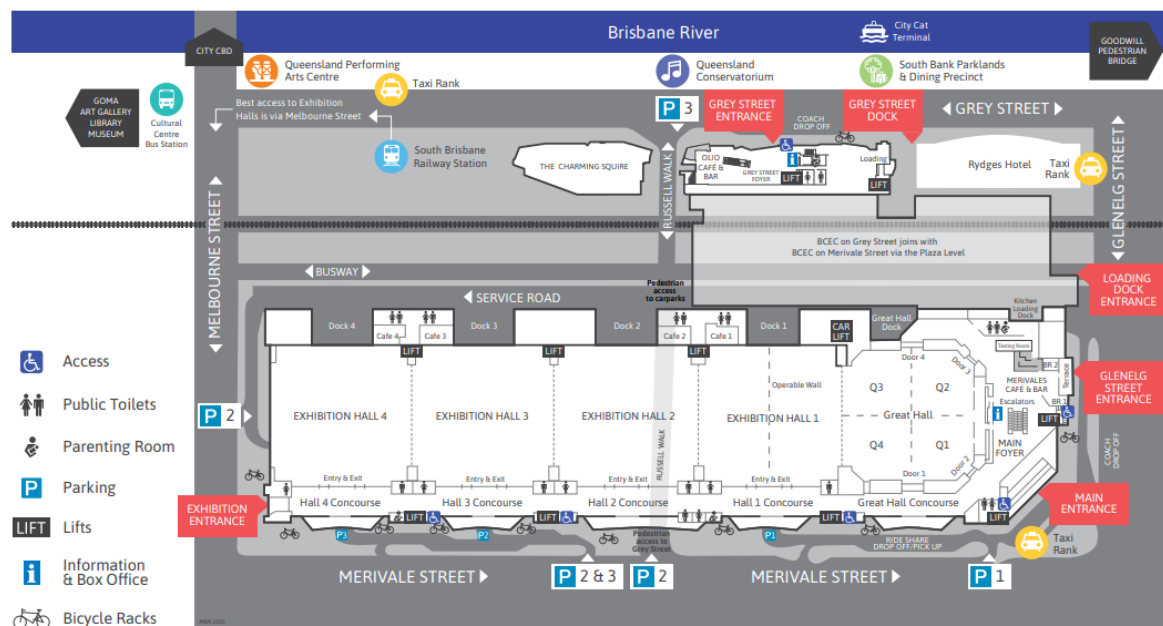 Brisbane River
City Cat
Terminal
CITY CBD
GOODWILL
PEDESTRIAN
BRIDGE
Queensland Performing
Arts Centre
Taxi Rank
Queensland
Conservatorium
South Bank Parklands
& Dining Precinct
GOMA
ART GALLERY
LIBRARY
MUSEUM
Cultural
Centre
Bus Station
Best access to Exhibition
Halls is via Melbourne Street
South Brisbane
Railway Station
P 3
GREY STREET
ENTRANCE
COACH
DROP OFF
GREY STREET
DOCK
GREY STREET
THE CHARMING SQUIRE
RUSSELL WALK
OLIO
CAFÉ &
BAR
GREY STREET
FOYER
LIFT
Loading
LIFT
Rydges Hotel
Taxi
Rank
GLENELG STREET
MELBOURNE STREET
BCEC on Grey Street joins with
BCEC on Merivale Street via the Plaza Level
BUSWAY
SERVICE ROAD
Pedestrian
access
to carparks
LOADING
DOCK
ENTRANCE
Dock 4
Cafe 4
Cafe 3
Dock 3
Dock 2
Cafe 2
Cafe 1
Dock 1
CAR
LIFT
Great Hall
Dock
Kitchen
Loading
Dock
LIFT
LIFT
LIFT
Tasting Room
Door 4
Door 3
BR 2
Terrace
MERIVALES
CAFÉ & BAR
BR 1
Escalators
LIFT
GLENELG
STREET
ENTRANCE
Access
Public Toilets
Parenting Room
P Parking
LIFT Lifts
i Information
& Box Office
Bicycle Racks
P 2
EXHIBITION HALL 4
EXHIBITION HALL 3
EXHIBITION HALL 2
EXHIBITION HALL 1
Operable Wall
Q3
Q2
Great Hall
Q4
Q1
MAIN
FOYER
COACH
DROP OFF
RUSSELL WALK
Entry & Exit
Entry & Exit
Entry & Exit
Entry & Exit
Door 1
Door 2
Hall 4 Concourse
Hall 3 Concourse
Hall 2 Concourse
Hall 1 Concourse
Great Hall Concourse
EXHIBITION
ENTRANCE
MAIN
ENTRANCE
LIFT
LIFT
LIFT
LIFT
P3
P2
P1
Pedestrian
access to
Grey Street
RIDE SHARE
DROP OFF/PICK UP
Taxi
Rank
MERIVALE STREET
P 2 & 3
P 2
MERIVALE STREET
P 1
MAR 2022